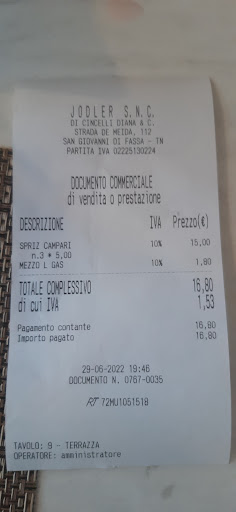 JODLER S.N.C.
DI CINCELLI DIANA & C.
STRADA DE MEIDA, 112
SAN GIOVANNI DI FASSA - TN
PARTITA IVA 02225130224
DOCUMENTO COMMERCIALE
di vendita o prestazione
DESCRIZIONE IVA Prezzo(€)
SPRIZ CAMPARI 10% 15,00
n.3 * 5,00
MEZZO L GAS 10% 1,80
TOTALE COMPLESSIVO 16,80
di cui IVA 1,53
Pagamento contante 16,80
Importo pagato 16,80
29-06-2022 19:46
DOCUMENTO N. 0767-0035
RT 72MU1051518
TAVOLO: 9 - TERRAZZA
OPERATORE: amministratore